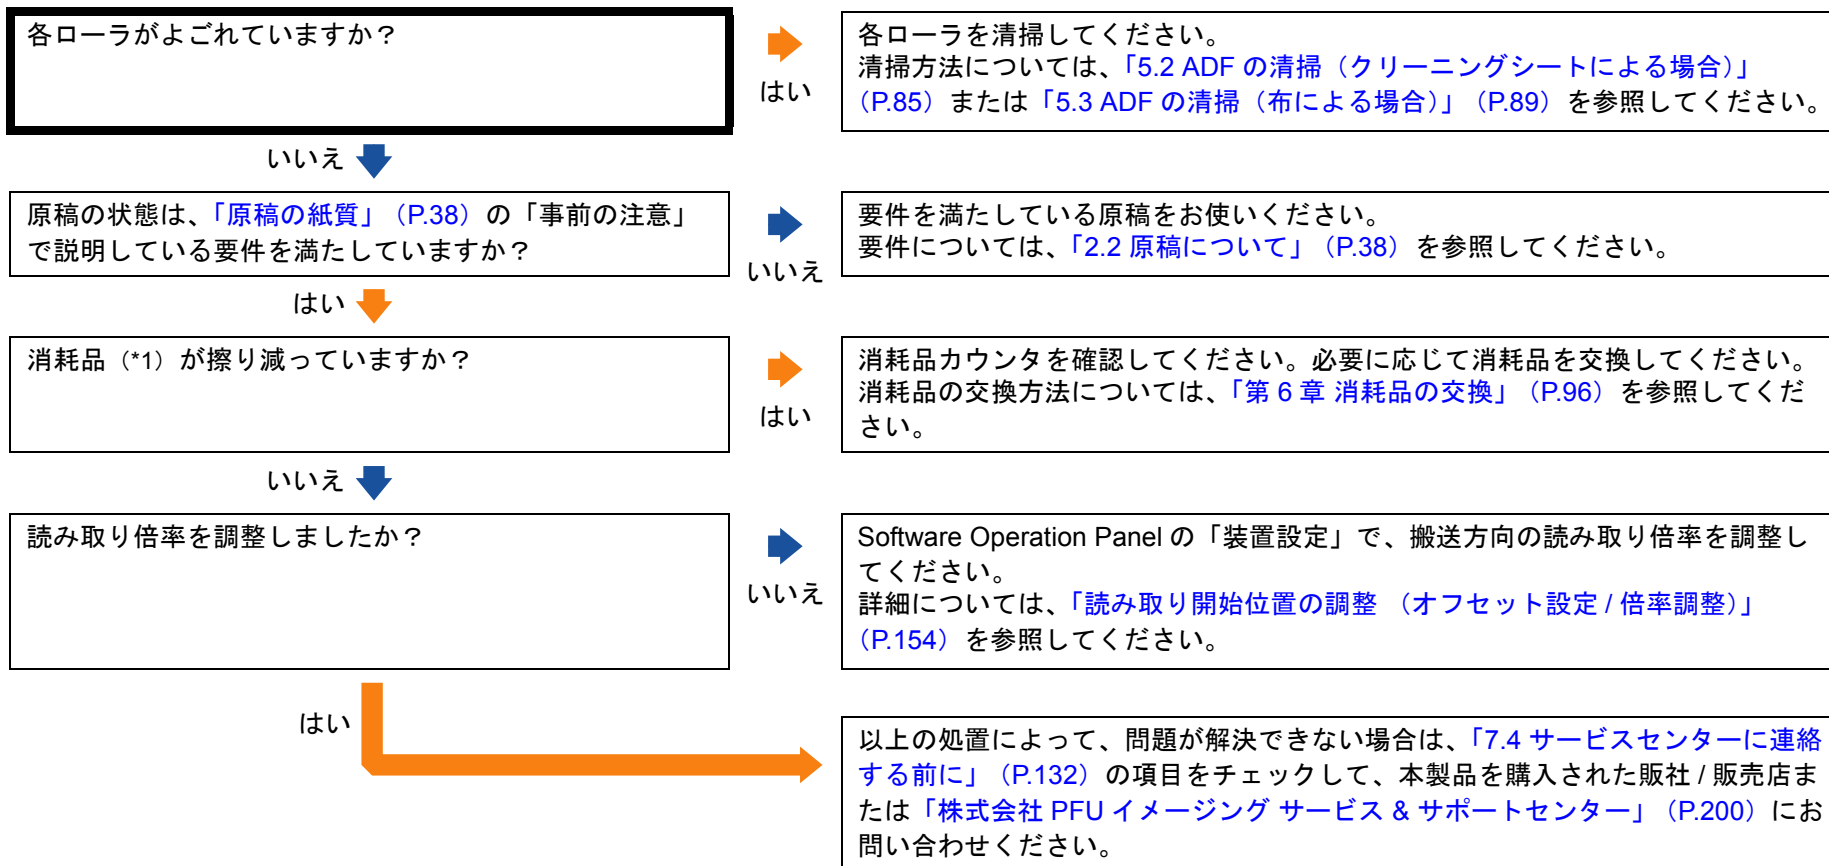 各ローラがよごれていますか？
はい
各ローラを清掃してください。
清掃方法については、「5.2 ADF の清掃（クリーニングシートによる場合）」
（P.85）または「5.3 ADF の清掃（布による場合）」（P.89）を参照してください。
いいえ
原稿の状態は、「原稿の紙質」（P.38）の「事前の注意」
で説明している要件を満たしていますか？
いいえ
要件を満たしている原稿をお使いください。
要件については、「2.2 原稿について」（P.38）を参照してください。
はい
消耗品（*1）が擦り減っていますか？
はい
消耗品カウンタを確認してください。必要に応じて消耗品を交換してください。
消耗品の交換方法については、「第 6 章 消耗品の交換」（P.96）を参照してくだ
さい。
いいえ
読み取り倍率を調整しましたか？
いいえ
Software Operation Panel の「装置設定」で、搬送方向の読み取り倍率を調整し
てください。
詳細については、「読み取り開始位置の調整 （オフセット設定 / 倍率調整）」
（P.154）を参照してください。
はい
以上の処置によって、問題が解決できない場合は、「7.4 サービスセンターに連絡
する前に」（P.132）の項目をチェックして、本製品を購入された販社 / 販売店ま
たは「株式会社 PFU イメージング サービス & サポートセンター」（P.200）にお
問い合わせください。